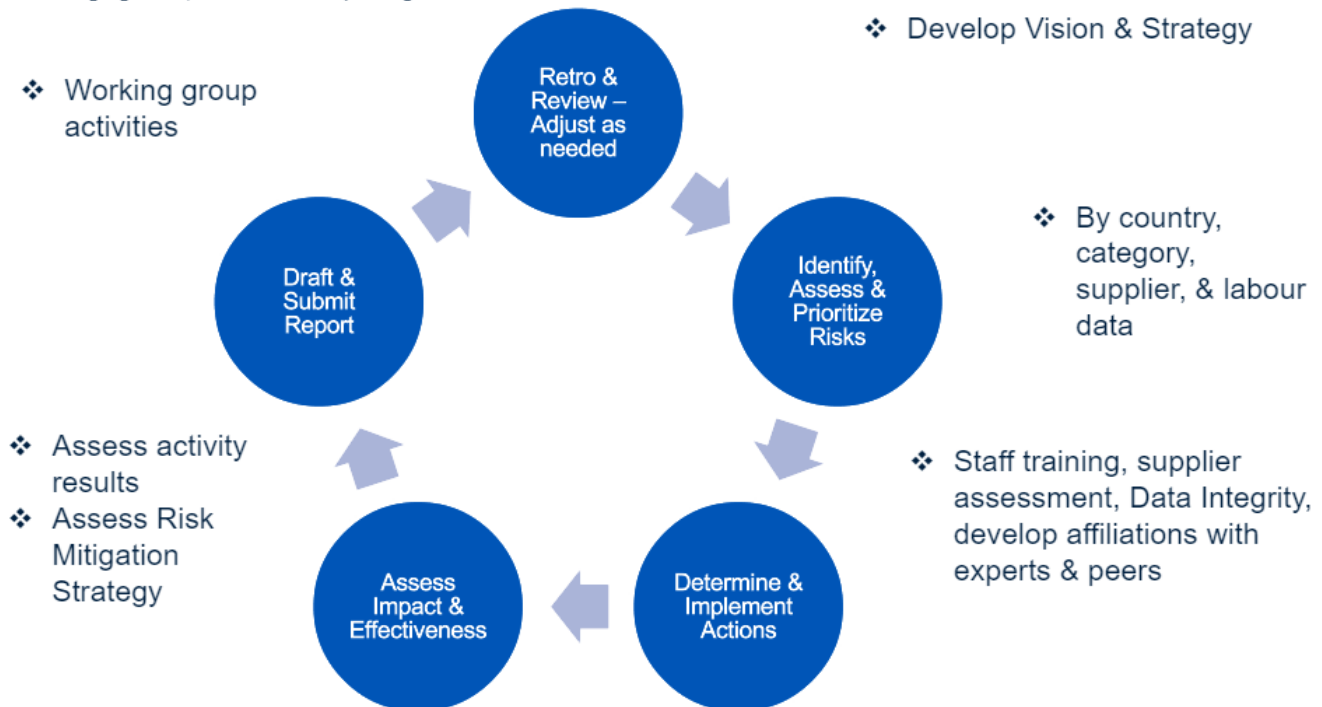 ❖ Develop Vision & Strategy
❖ Working group
activities
Retro &
Review –
Adjust as
needed
❖ By country,
category,
supplier, & labour
data
Identify,
Assess &
Prioritize
Risks
Draft &
Submit
Report
❖ Staff training, supplier
assessment, Data Integrity,
develop affiliations with
experts & peers
❖ Assess activity
results
❖ Assess Risk
Mitigation
Strategy
Determine &
Implement
Actions
Assess
Impact &
Effectiveness